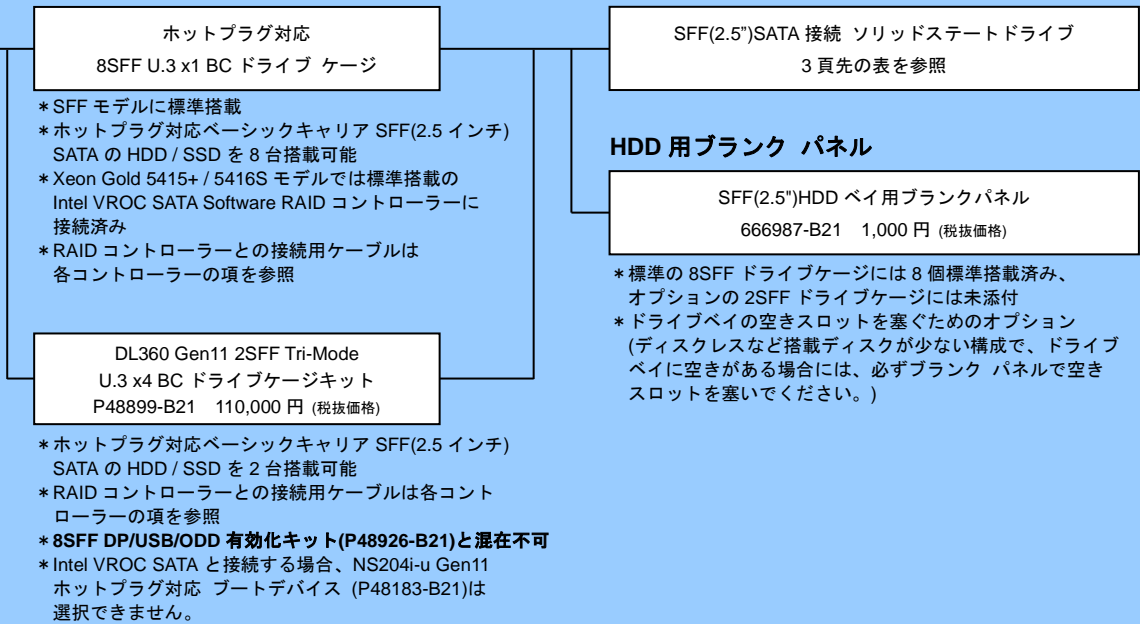 ホットプラグ対応
8SFF U.3 x1 BC ドライブ ケージ
*SFF モデルに標準搭載
*ホットプラグ対応ベーシックキャリア SFF(2.5 インチ)
SATA の HDD / SSD を 8 台搭載可能
*Xeon Gold 5415+ / 5416S モデルでは標準搭載の
Intel VROC SATA Software RAID コントローラーに
接続済み
*RAID コントローラーとの接続用ケーブルは
各コントローラーの項を参照
DL360 Gen11 2SFF Tri-Mode
U.3 x4 BC ドライブケージキット
P48899-B21 110,000 円 (税抜価格)
*ホットプラグ対応ベーシックキャリア SFF(2.5 インチ)
SATA の HDD / SSD を 2 台搭載可能
*RAID コントローラーとの接続用ケーブルは各コント
ローラーの項を参照
*8SFF DP/USB/ODD 有効化キット(P48926-B21)と混在不可
*Intel VROC SATA と接続する場合、NS204i-u Gen11
ホットプラグ対応 ブートデバイス (P48183-B21)は
選択できません。
SFF(2.5")SATA 接続 ソリッドステートドライブ
3 頁先の表を参照
HDD 用ブランク パネル
SFF(2.5")HDD ベイ用ブランクパネル
666987-B21 1,000 円 (税抜価格)
*標準の 8SFF ドライブケージには 8 個標準搭載済み、
オプションの 2SFF ドライブケージには未添付
*ドライブベイの空きスロットを塞ぐためのオプション
(ディスクレスなど搭載ディスクが少ない構成で、ドライブ
ベイに空きがある場合には、必ずブランク パネルで空き
スロットを塞いでください。)